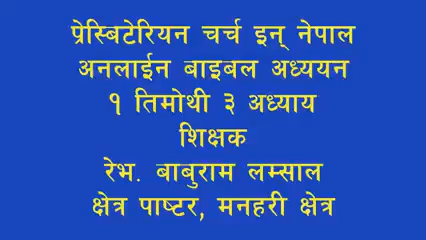 प्रेस्बिटेरियन चर्च इन् नेपाल
अनलाईन बाइबल अध्ययन
१ तिमोथी ३ अध्याय
शिक्षक
रेभ. बाबुराम लम्साल
क्षेत्र पाष्टर, मनहरी क्षेत्र